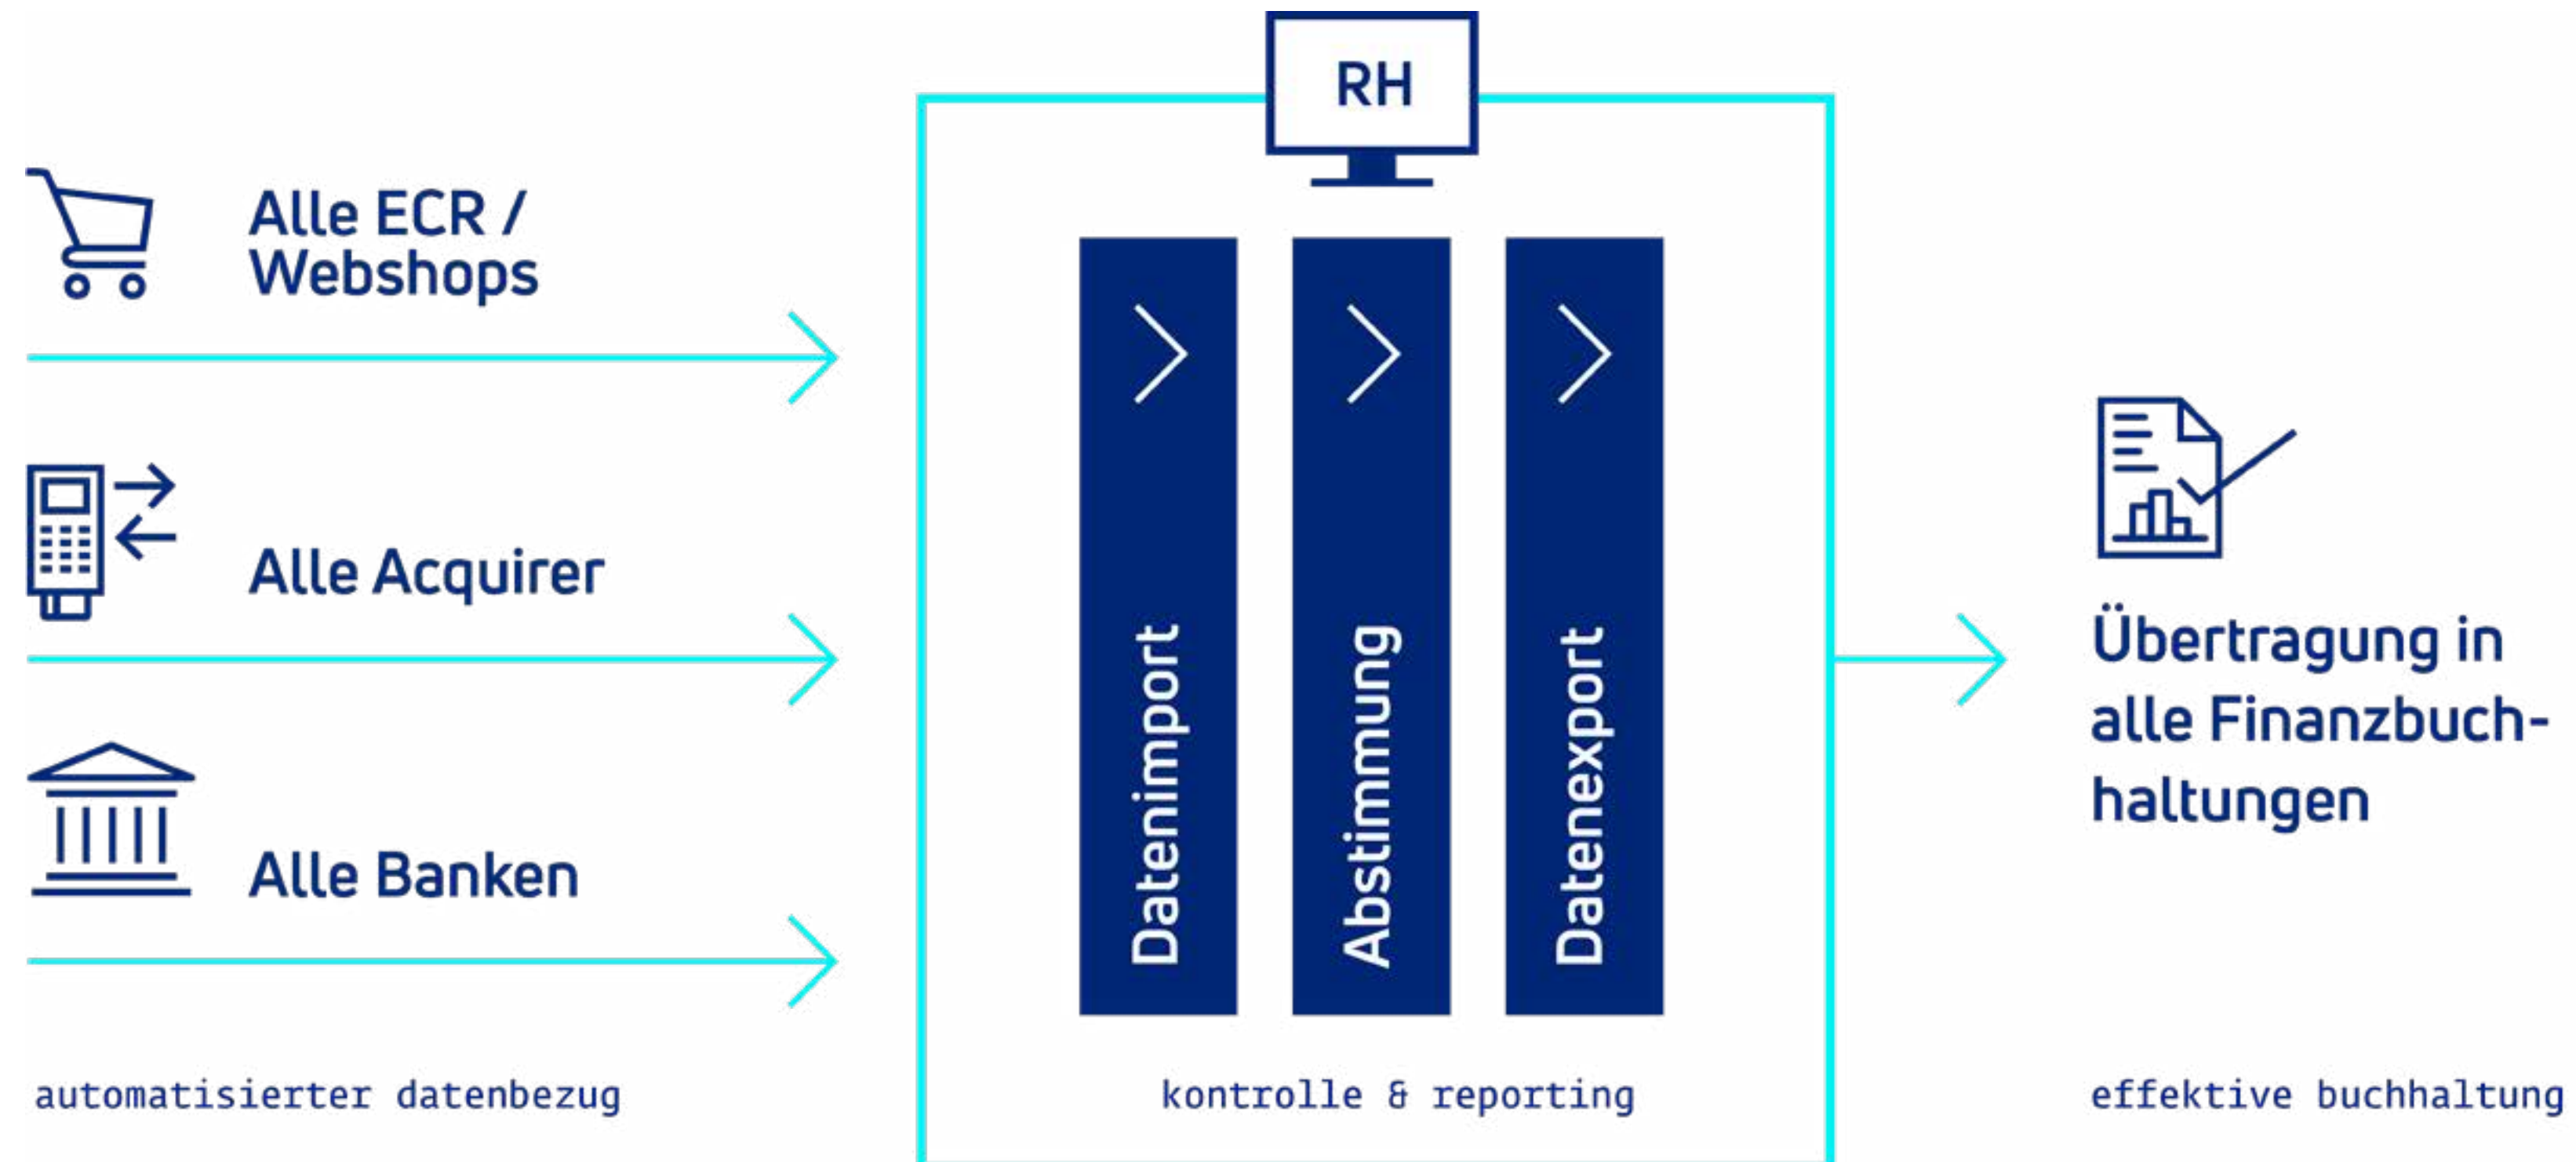 RH
Alle ECR /
Webshops
Alle Acquirer
Alle Banken
automatisierter datenbezug
Datenimport
Abstimmung
Datenexport
kontrolle & reporting
Übertragung in
alle Finanzbuch-
haltungen
effektive buchhaltung